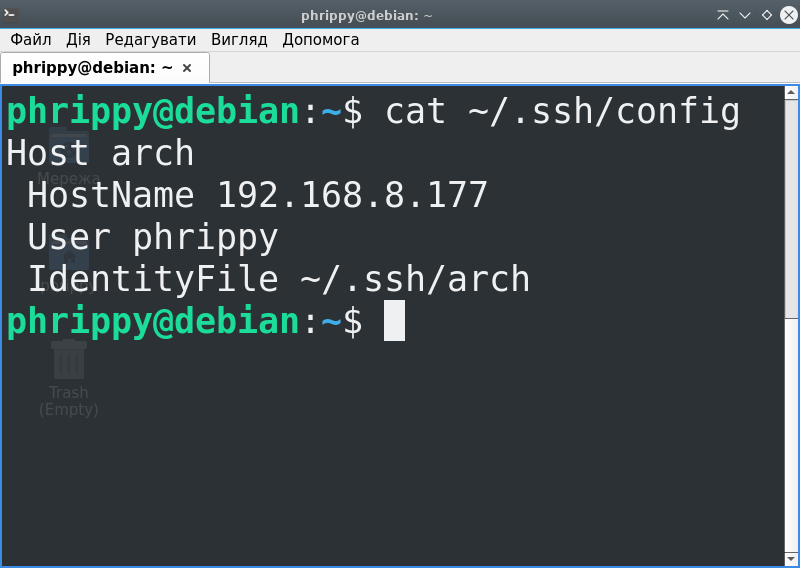 phrippy@debian: ~
Файл Дія Редагувати Вигляд Допомога
phrippy@debian: ~ ×
phrippy@debian:~$ cat ~/.ssh/config
Host arch
 HostName 192.168.8.177
 User phrippy
 IdentityFile ~/.ssh/arch
phrippy@debian:~$
Мережа
Trash
(Empty)